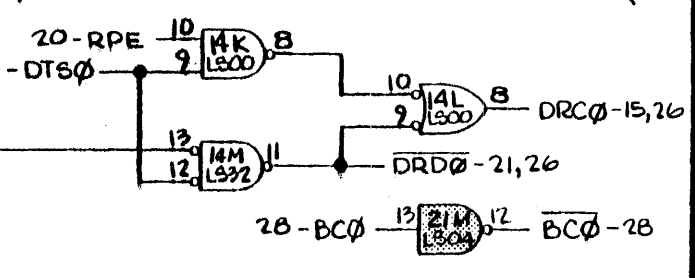 20-RPE 10 14K 8
-DTSØ 9 LS00
10 14L 8 DRCØ-15,26
9 LS00
13 14M 11 DRDØ-21,26
12 LS32
28-BCØ 13 21M 12 BCØ-28
LS04